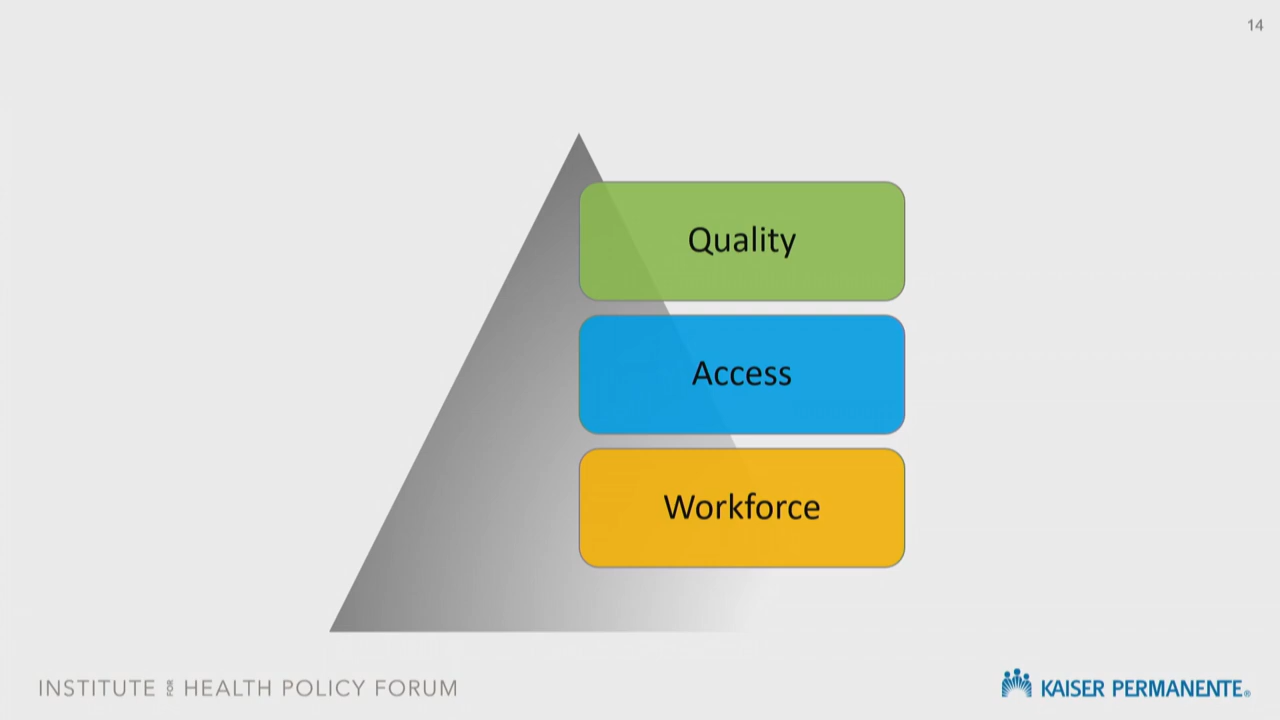 14
Quality
Access
Workforce
INSTITUTE FOR HEALTH POLICY FORUM
KAISER PERMANENTE®